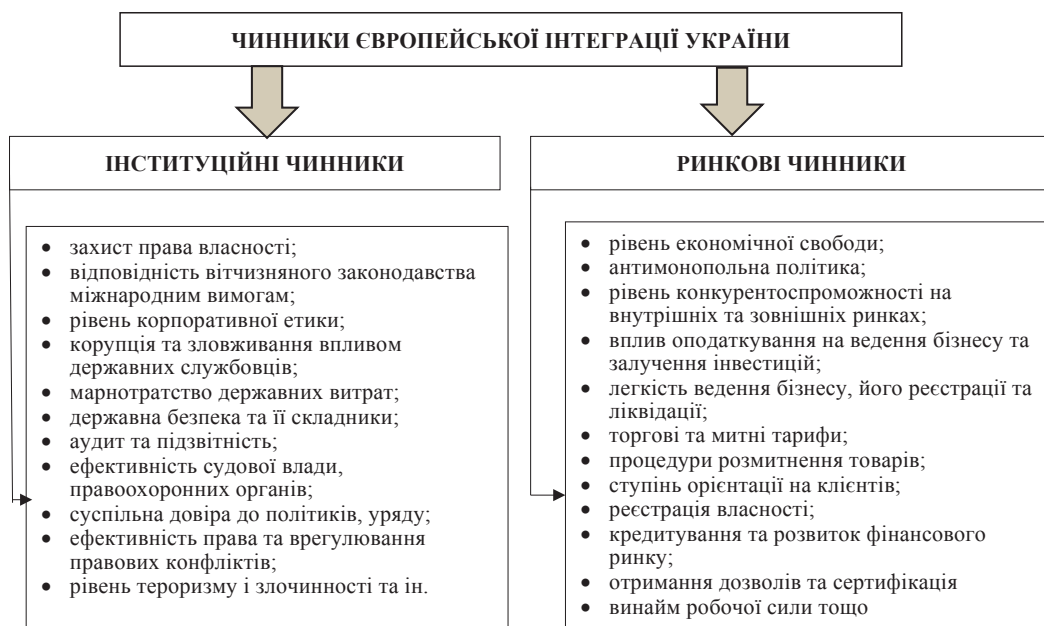 ЧИННИКИ ЄВРОПЕЙСЬКОЇ ІНТЕГРАЦІЇ УКРАЇНИ
ІНСТИТУЦІЙНІ ЧИННИКИ
• захист права власності;
• відповідність вітчизняного законодавства
міжнародним вимогам;
• рівень корпоративної етики;
• корупція та зловживання впливом
державних службовців;
• марнотратство державних витрат;
• державна безпека та її складники;
• аудит та підзвітність;
• ефективність судової влади,
правоохоронних органів;
• суспільна довіра до політиків, уряду;
• ефективність права та врегулювання
правових конфліктів;
• рівень тероризму і злочинності та ін.
РИНКОВІ ЧИННИКИ
• рівень економічної свободи;
• антимонопольна політика;
• рівень конкурентоспроможності на
внутрішніх та зовнішніх ринках;
• вплив оподаткування на ведення бізнесу та
залучення інвестицій;
• легкість ведення бізнесу, його реєстрації та
ліквідації;
• торгові та митні тарифи;
• процедури розмитнення товарів;
• ступінь орієнтації на клієнтів;
• реєстрація власності;
• кредитування та розвиток фінансового
ринку;
• отримання дозволів та сертифікація
• винайм робочої сили тощо